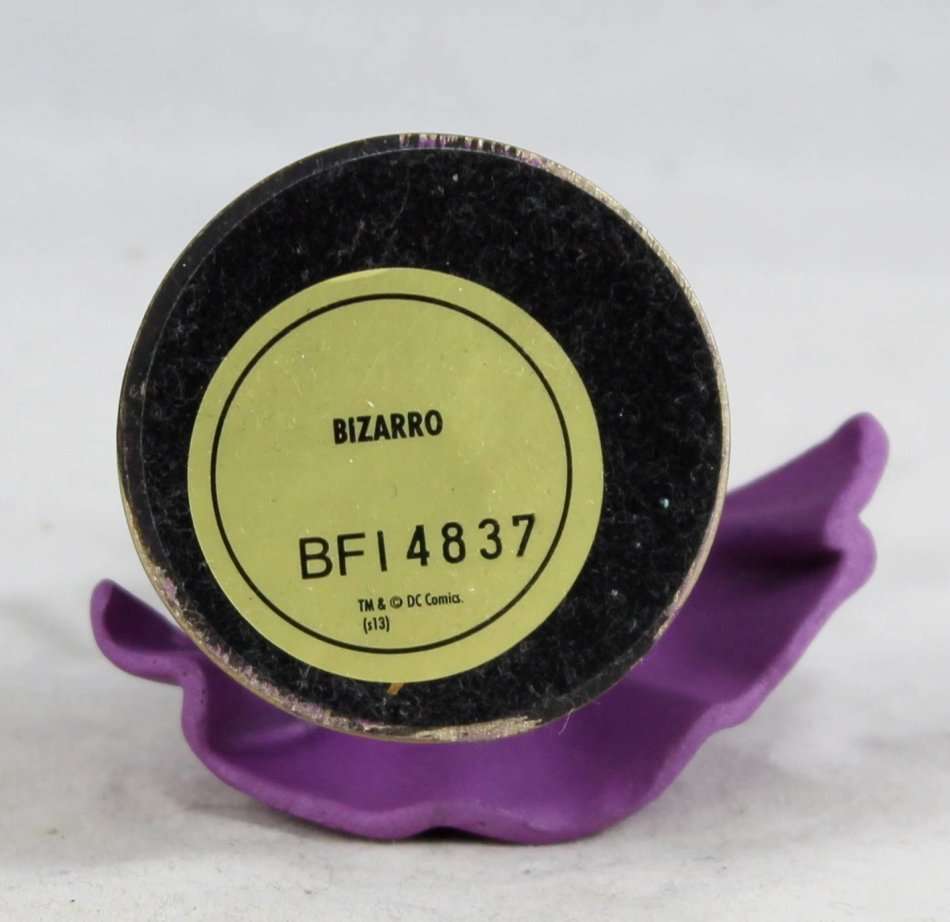 BiZARRO
BFI4837
TM & © DC Comics.
(s13)